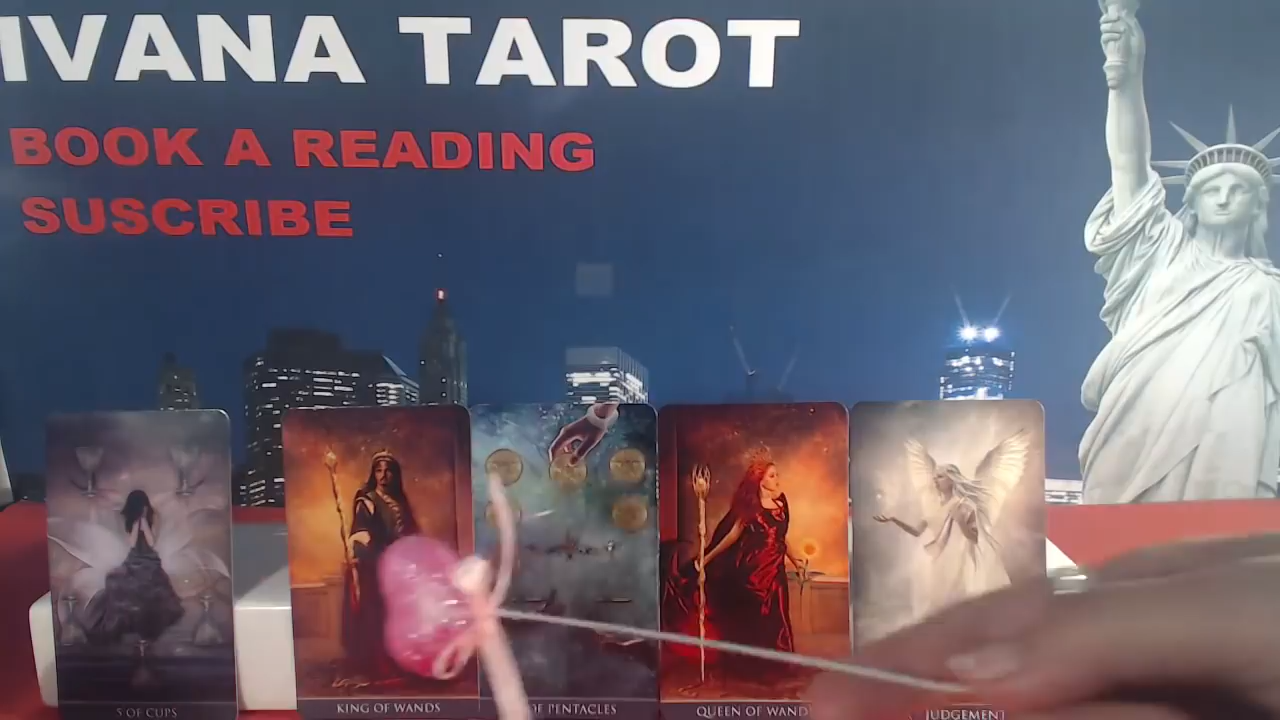 IVANA TAROT
BOOK A READING
SUSCRIBE
5 OF CUPS
KING OF WANDS
OF PENTACLES
QUEEN OF WAND
JUDGEMENT